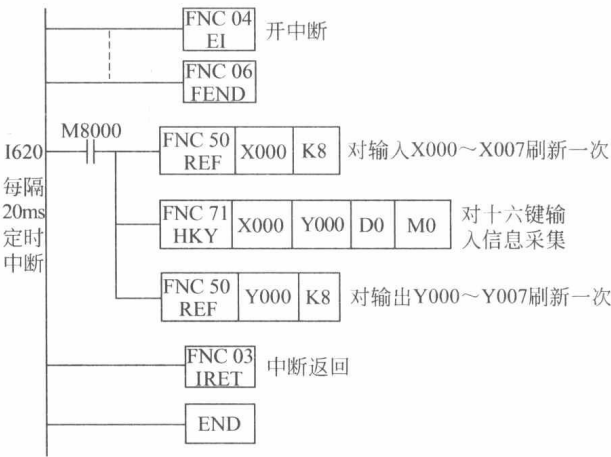 FNC 04
EI
开中断
FNC 06
FEND
M8000
I620
每隔
20ms
定时
中断
FNC 50
REF
X000
K8
对输入X000～X007刷新一次
FNC 71
HKY
X000
Y000
D0
M0
对十六键输
入信息采集
FNC 50
REF
Y000
K8
对输出Y000～Y007刷新一次
FNC 03
IRET
中断返回
END